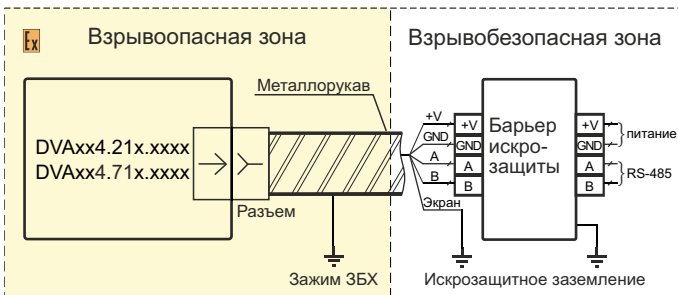 Ex
Взрывоопасная зона
Взрывобезопасная зона
Металлорукав
DVAxx4.21x.xxxx
DVAxx4.71x.xxxx
Разъем
+V
GND
A
B
Экран
+V
GND
A
B
Барьер
искро-
защиты
+V
GND
A
B
питание
RS-485
Зажим ЗБХ
Искрозащитное заземление